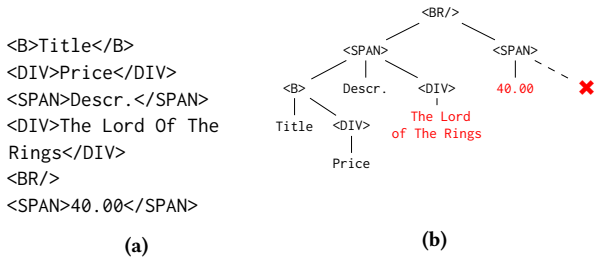 <B>Title</B>
<DIV>Price</DIV>
<SPAN>Descr.</SPAN>
<DIV>The Lord Of The
Rings</DIV>
<BR/>
<SPAN>40.00</SPAN>
(a)
<BR/>
<SPAN> <SPAN>
<B> Descr. <DIV> 40.00
Title <DIV> The Lord
of The Rings
Price
(b)